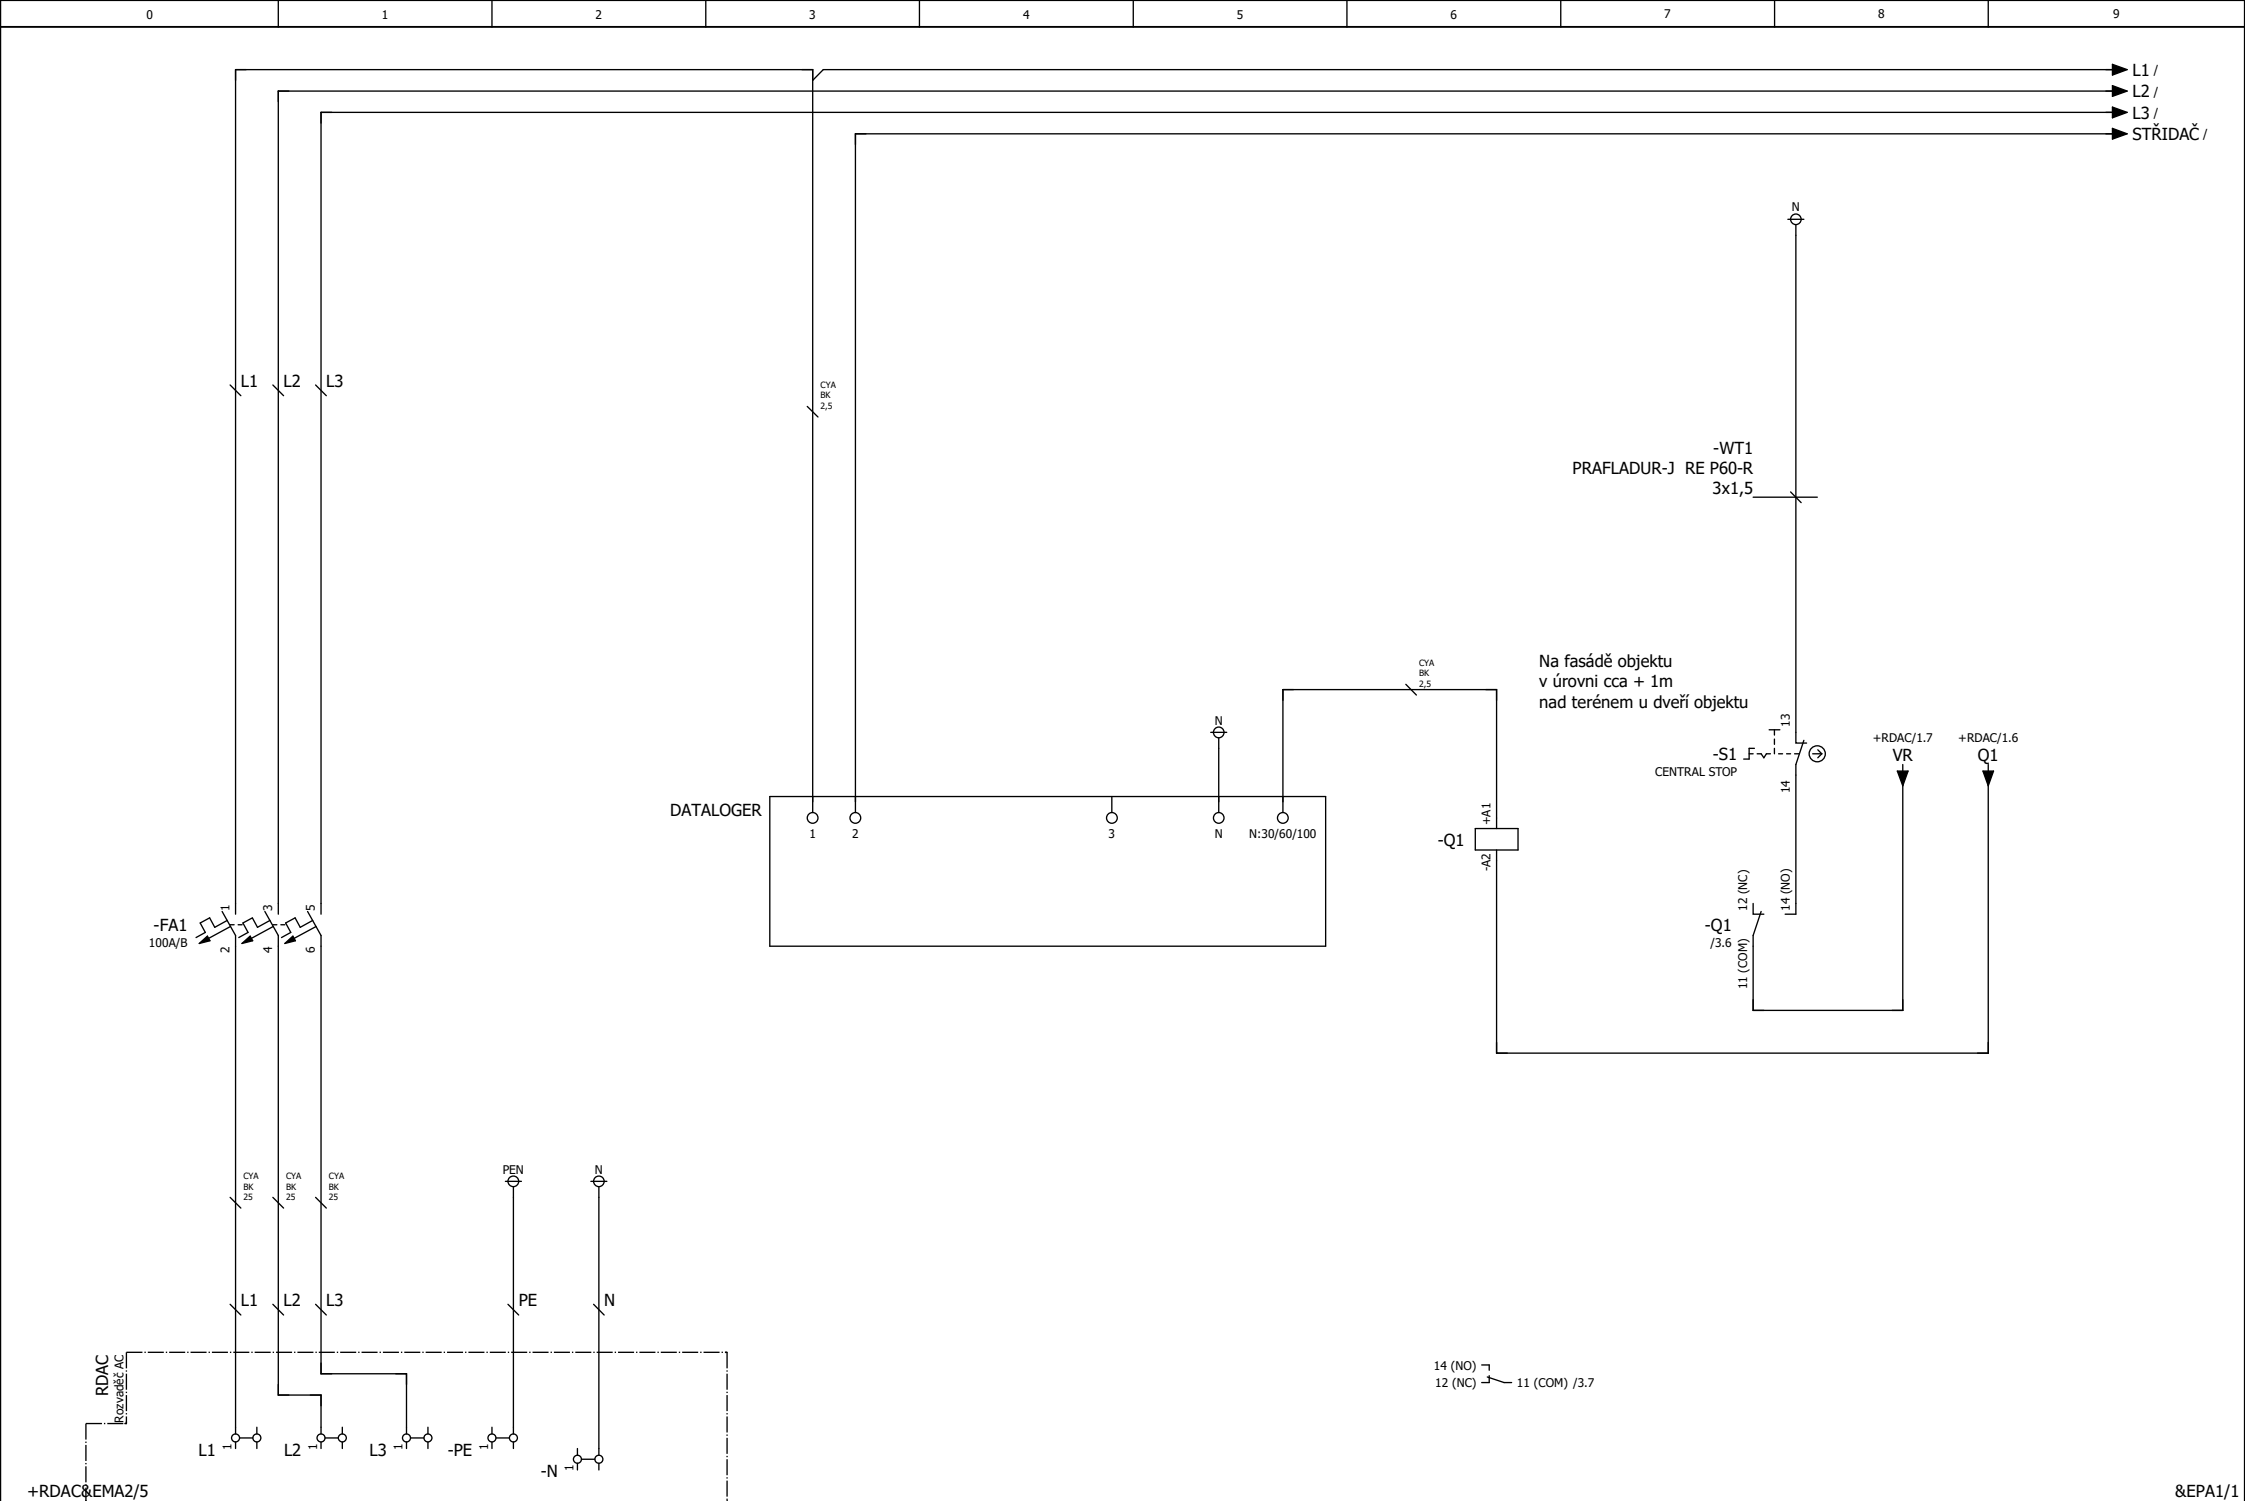 0 1 2 3 4 5 6 7 8 9
L1 /
L2 /
L3 /
STŘIDAČ /
N
L1 L2 L3
CYA
BK
2,5
-WT1
PRAFLADUR-J RE P60-R
3x1,5
CYA
BK
2,5
Na fasádě objektu
v úrovni cca + 1m
nad terénem u dveří objektu
N
13
-S1
CENTRAL STOP
14
+RDAC/1.7
VR
+RDAC/1.6
Q1
DATALOGER
1 2 3 N N:30/60/100
+A1
-Q1
-A2
12 (NC)
14 (NO)
-Q1
/3.6
11 (COM)
1 3 5
-FA1
100A/B
2 4 6
CYA
BK
25
CYA
BK
25
CYA
BK
25
PEN
N
L1 L2 L3 PE N
RDAC
Rozvaděč AC
14 (NO)
12 (NC)
11 (COM) /3.7
L1 1
L2 1
L3 1
-PE 1
-N 1
+RDAC&EMA2/5
&EPA1/1